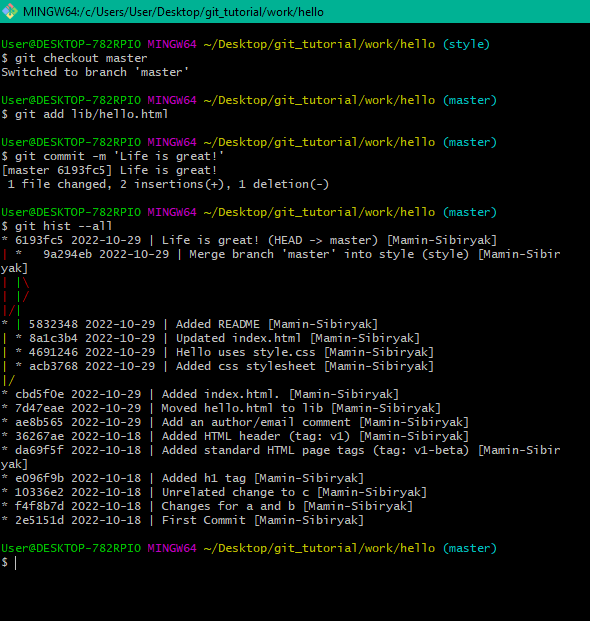 MINGW64:/c/Users/User/Desktop/git_tutorial/work/hello
User@DESKTOP-782RPIO MINGW64 ~/Desktop/git_tutorial/work/hello (style)
$ git checkout master
Switched to branch 'master'
User@DESKTOP-782RPIO MINGW64 ~/Desktop/git_tutorial/work/hello (master)
$ git add lib/hello.html
User@DESKTOP-782RPIO MINGW64 ~/Desktop/git_tutorial/work/hello (master)
$ git commit -m 'Life is great!'
[master 6193fc5] Life is great!
 1 file changed, 2 insertions(+), 1 deletion(-)
User@DESKTOP-782RPIO MINGW64 ~/Desktop/git_tutorial/work/hello (master)
$ git hist --all
* 6193fc5 2022-10-29 | Life is great! (HEAD -> master) [Mamin-Sibiryak]
| *   9a294eb 2022-10-29 | Merge branch 'master' into style (style) [Mamin-Sibir
yak]
| |\
| |/
|/|
* | 5832348 2022-10-29 | Added README [Mamin-Sibiryak]
| * 8a1c3b4 2022-10-29 | Updated index.html [Mamin-Sibiryak]
| * 4691246 2022-10-29 | Hello uses style.css [Mamin-Sibiryak]
| * acb3768 2022-10-29 | Added css stylesheet [Mamin-Sibiryak]
|/
* cbd5f0e 2022-10-29 | Added index.html. [Mamin-Sibiryak]
* 7d47eae 2022-10-29 | Moved hello.html to lib [Mamin-Sibiryak]
* ae8b565 2022-10-29 | Add an author/email comment [Mamin-Sibiryak]
* 36267ae 2022-10-18 | Added HTML header (tag: v1) [Mamin-Sibiryak]
* da69f5f 2022-10-18 | Added standard HTML page tags (tag: v1-beta) [Mamin-Sibir
yak]
* e096f9b 2022-10-18 | Added h1 tag [Mamin-Sibiryak]
* 10336e2 2022-10-18 | Unrelated change to c [Mamin-Sibiryak]
* f4f8b7d 2022-10-18 | Changes for a and b [Mamin-Sibiryak]
* 2e5151d 2022-10-18 | First Commit [Mamin-Sibiryak]
User@DESKTOP-782RPIO MINGW64 ~/Desktop/git_tutorial/work/hello (master)
$